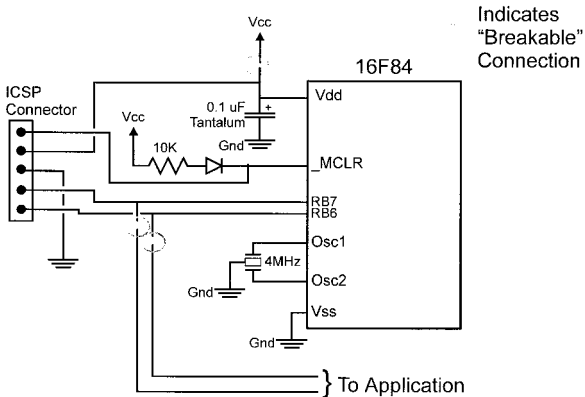 Indicates
"Breakable"
Connection
Vcc
16F84
ICSP
Connector
Vdd
0.1 uF
Tantalum
+
Vcc
Gnd
10K
_MCLR
RB7
RB6
Osc1
4MHz
Osc2
Gnd
Vss
Gnd
} To Application